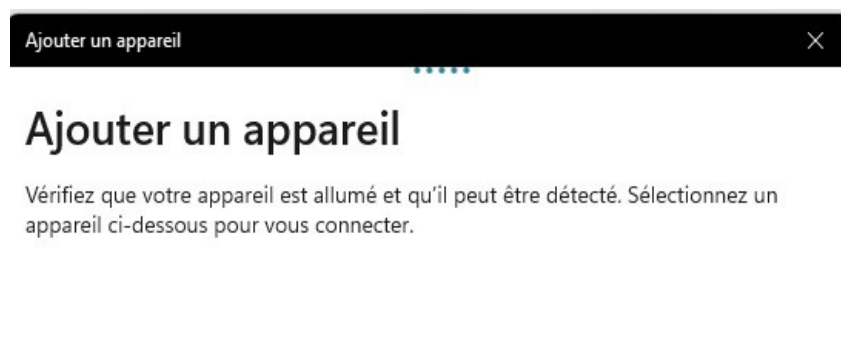 Ajouter un appareil
Ajouter un appareil
Vérifiez que votre appareil est allumé et qu'il peut être détecté. Sélectionnez un
appareil ci-dessous pour vous connecter.